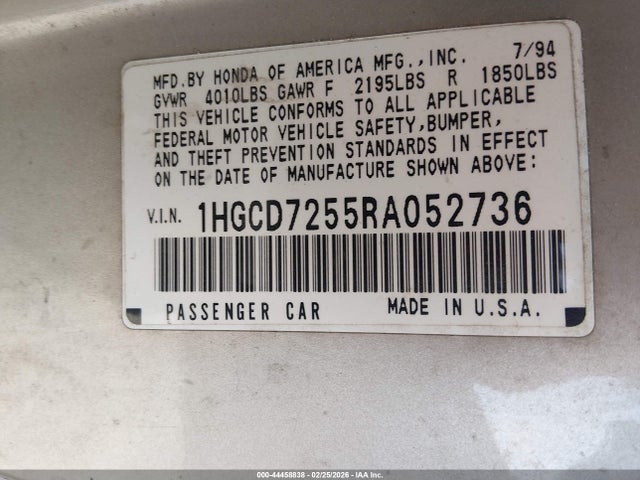 7/94
MFD.BY HONDA OF AMERICA MFG.,INC.
GVWR 4010LBS GAWR F 2195LBS R 1850LBS
THIS VEHICLE CONFORMS TO ALL APPLICABLE
FEDERAL MOTOR VEHICLE SAFETY,BUMPER,
AND THEFT PREVENTION STANDARDS IN EFFECT
ON THE DATE OF MANUFACTURE SHOWN ABOVE:
V.I.N. 1HGCD7255RA052736
PASSENGER CAR MADE IN U.S.A.
000-44458838 - 02/25/2026 - IAA Inc.